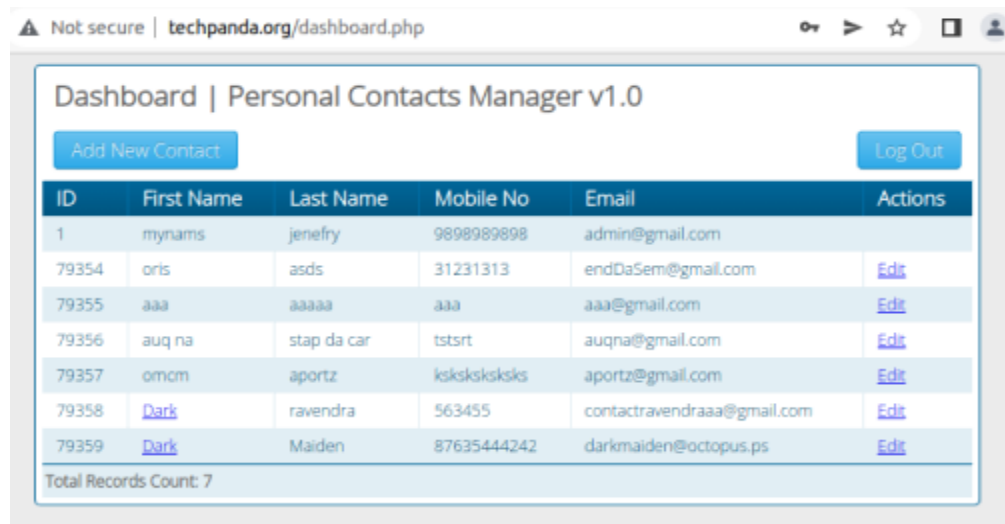 Not secure | techpanda.org/dashboard.php
Dashboard | Personal Contacts Manager v1.0
Add New Contact Log Out
ID First Name Last Name Mobile No Email Actions
1 mynams jenefry 9898989898 admin@gmail.com
79354 oris asds 31231313 endDaSem@gmail.com Edit
79355 aaa aaaaa aaa aaa@gmail.com Edit
79356 auq na stap da car tstsrt auqna@gmail.com Edit
79357 omcm aportz ksksksksksks aportz@gmail.com Edit
79358 Dark ravendra 563455 contactravendraaa@gmail.com Edit
79359 Dark Maiden 87635444242 darkmaiden@octopus.ps Edit
Total Records Count: 7